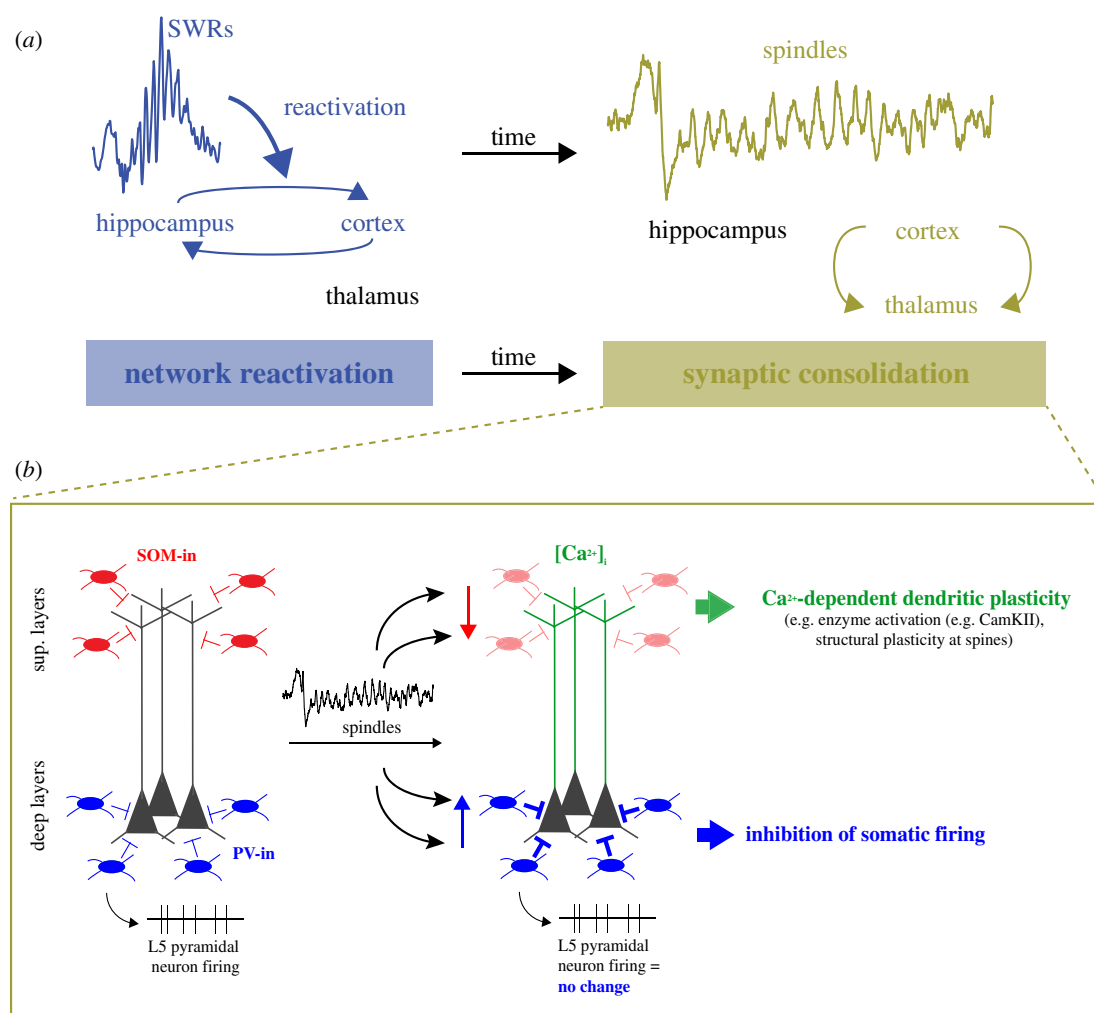 (a)
SWRs
reactivation
hippocampus
cortex
thalamus
time
spindles
hippocampus
cortex
thalamus
network reactivation
time
synaptic consolidation
(b)
sup. layers
deep layers
SOM-in
PV-in
L5 pyramidal
neuron firing
spindles
[Ca²⁺]ᵢ
Ca²⁺-dependent dendritic plasticity
(e.g. enzyme activation (e.g. CamKII),
structural plasticity at spines)
inhibition of somatic firing
L5 pyramidal
neuron firing =
no change